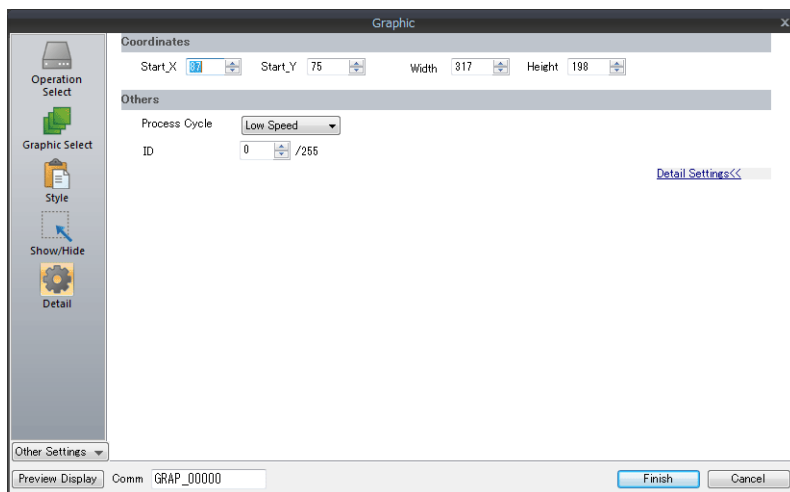 Graphic
Coordinates
Start_X 87 Start_Y 75 Width 317 Height 198
Operation
Select
Others
Process Cycle Low Speed
Graphic Select
ID 0 /255
Detail Settings<<
Style
Show/Hide
Detail
Other Settings
Preview Display Comm GRAP_00000 Finish Cancel